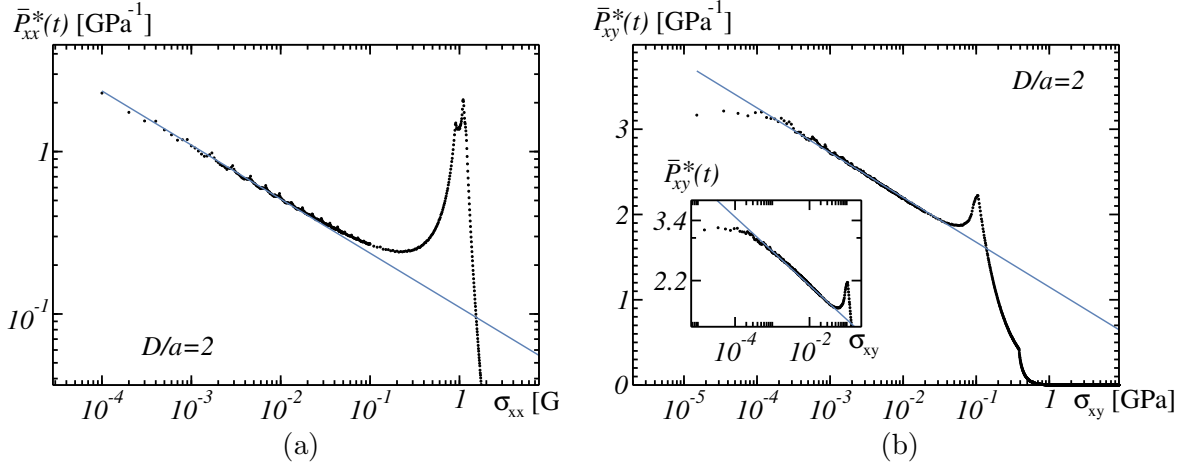 P̄*xx(t) [GPa⁻¹]
1
10⁻¹
D/a=2
10⁻⁴ 10⁻³ 10⁻² 10⁻¹ 1 σxx [G
(a)
P̄*xy(t) [GPa⁻¹]
D/a=2
3
2
1
0
P̄*xy(t)
3.4
2.2
10⁻⁴ 10⁻² σxy
10⁻⁵ 10⁻⁴ 10⁻³ 10⁻² 10⁻¹ 1 σxy [GPa]
(b)